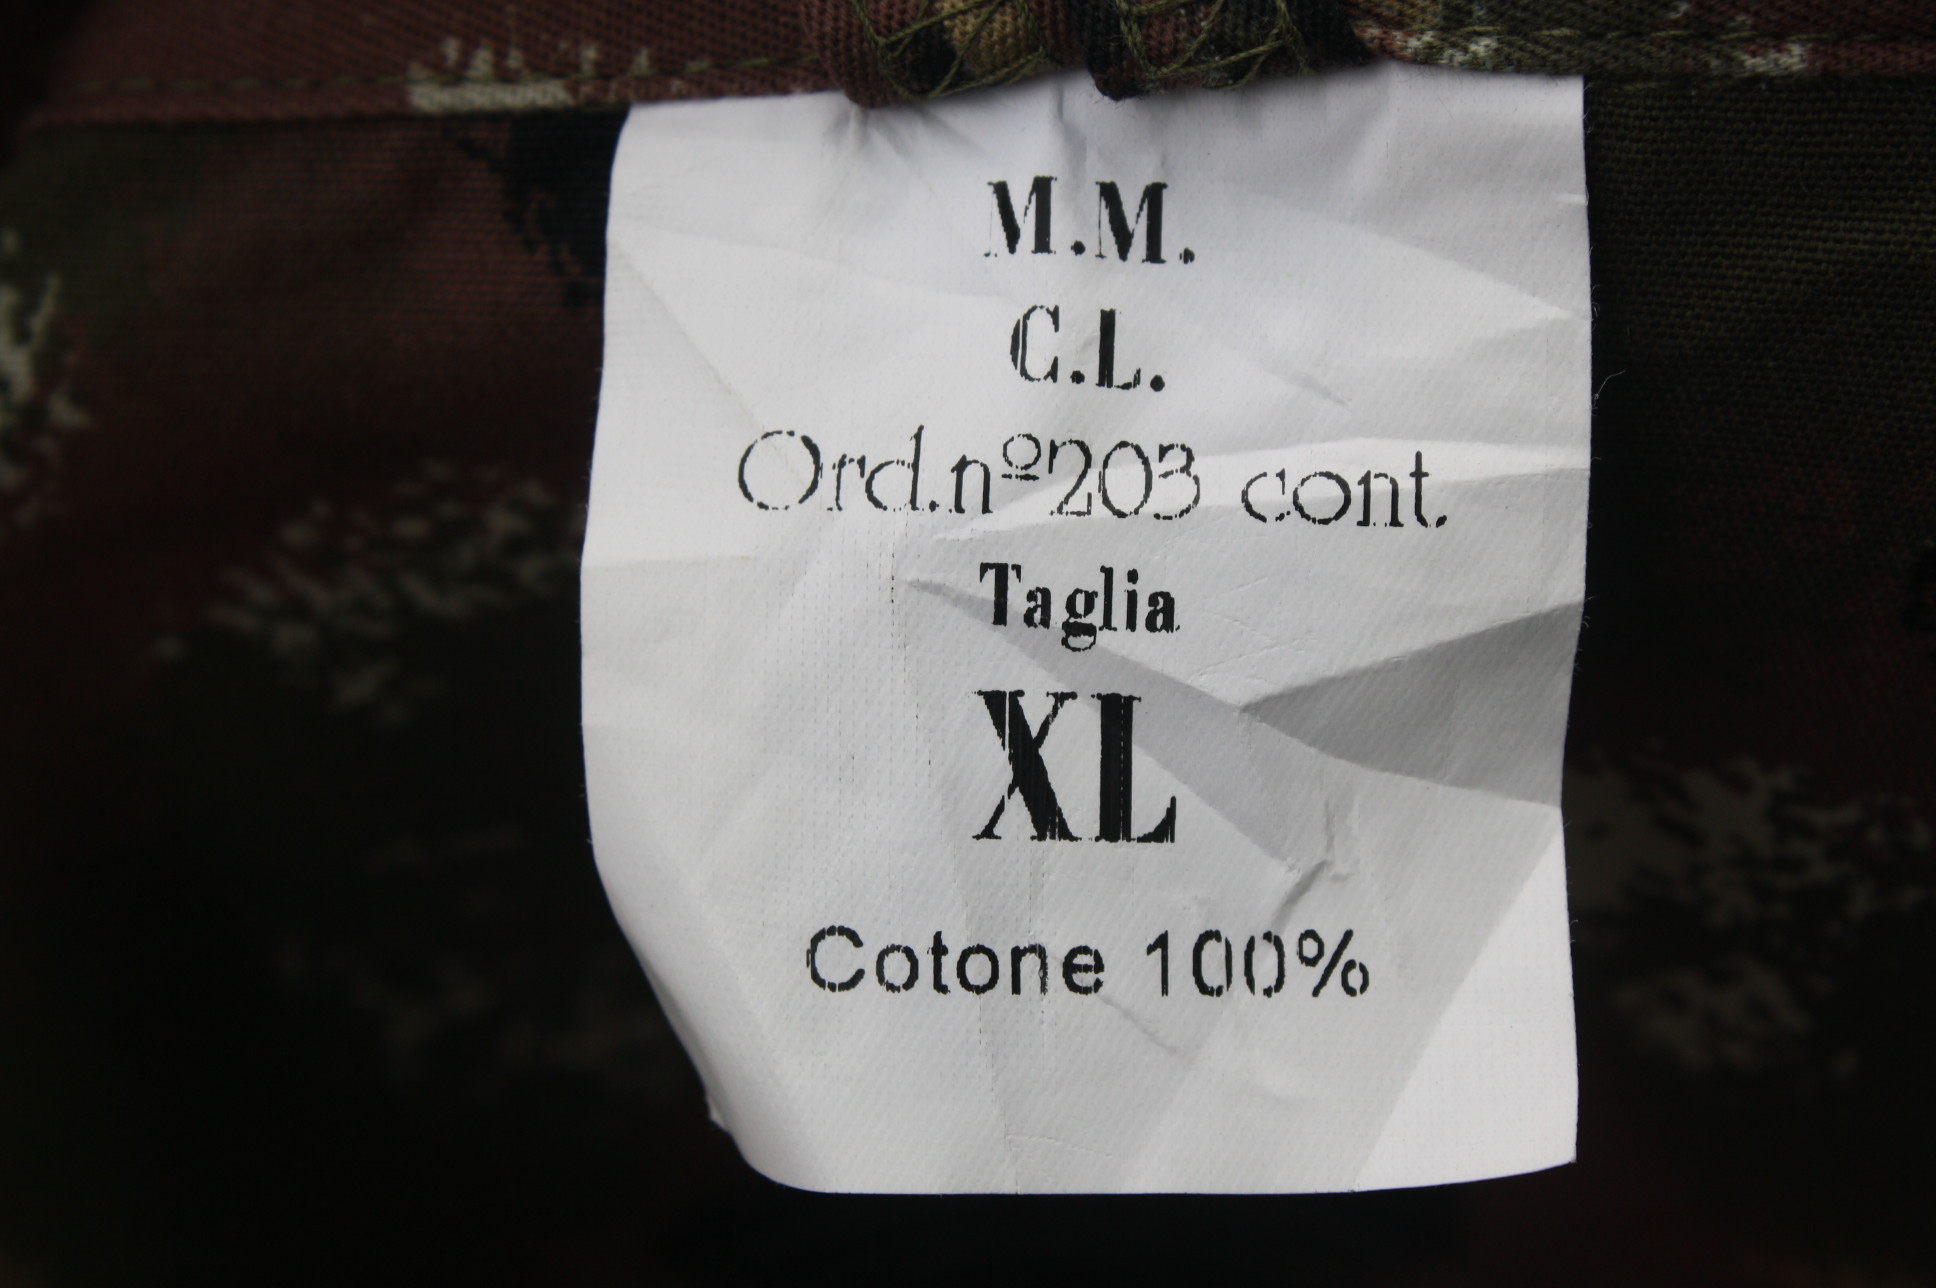 M.M.
C.L.
Ord.nº203 cont.
Taglia
XL
Cotone 100%